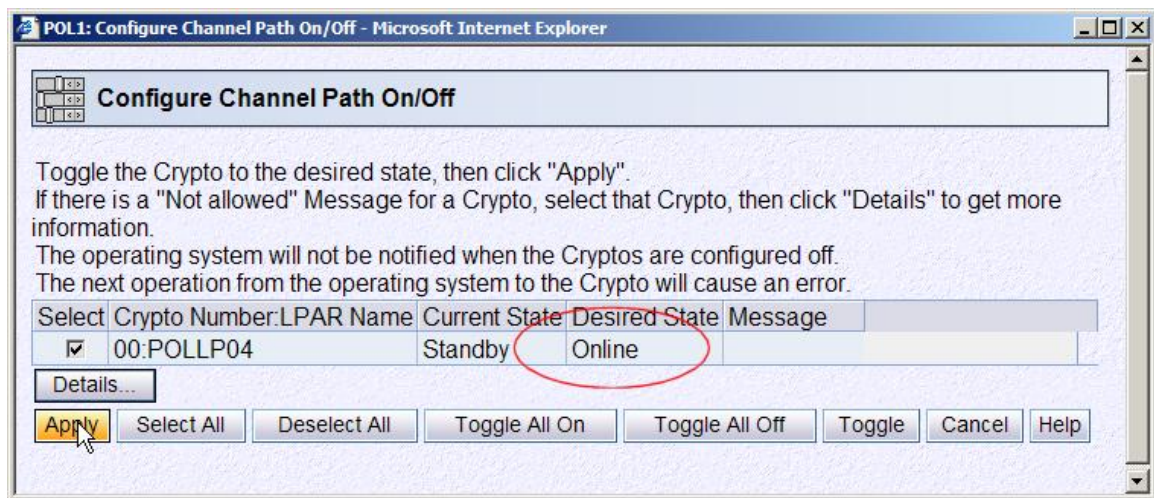 POL1: Configure Channel Path On/Off - Microsoft Internet Explorer
Configure Channel Path On/Off
Toggle the Crypto to the desired state, then click "Apply".
If there is a "Not allowed" Message for a Crypto, select that Crypto, then click "Details" to get more
information.
The operating system will not be notified when the Cryptos are configured off.
The next operation from the operating system to the Crypto will cause an error.
Select Crypto Number:LPAR Name Current State Desired State Message
00:POLLP04 Standby Online
Details...
Apply Select All Deselect All Toggle All On Toggle All Off Toggle Cancel Help